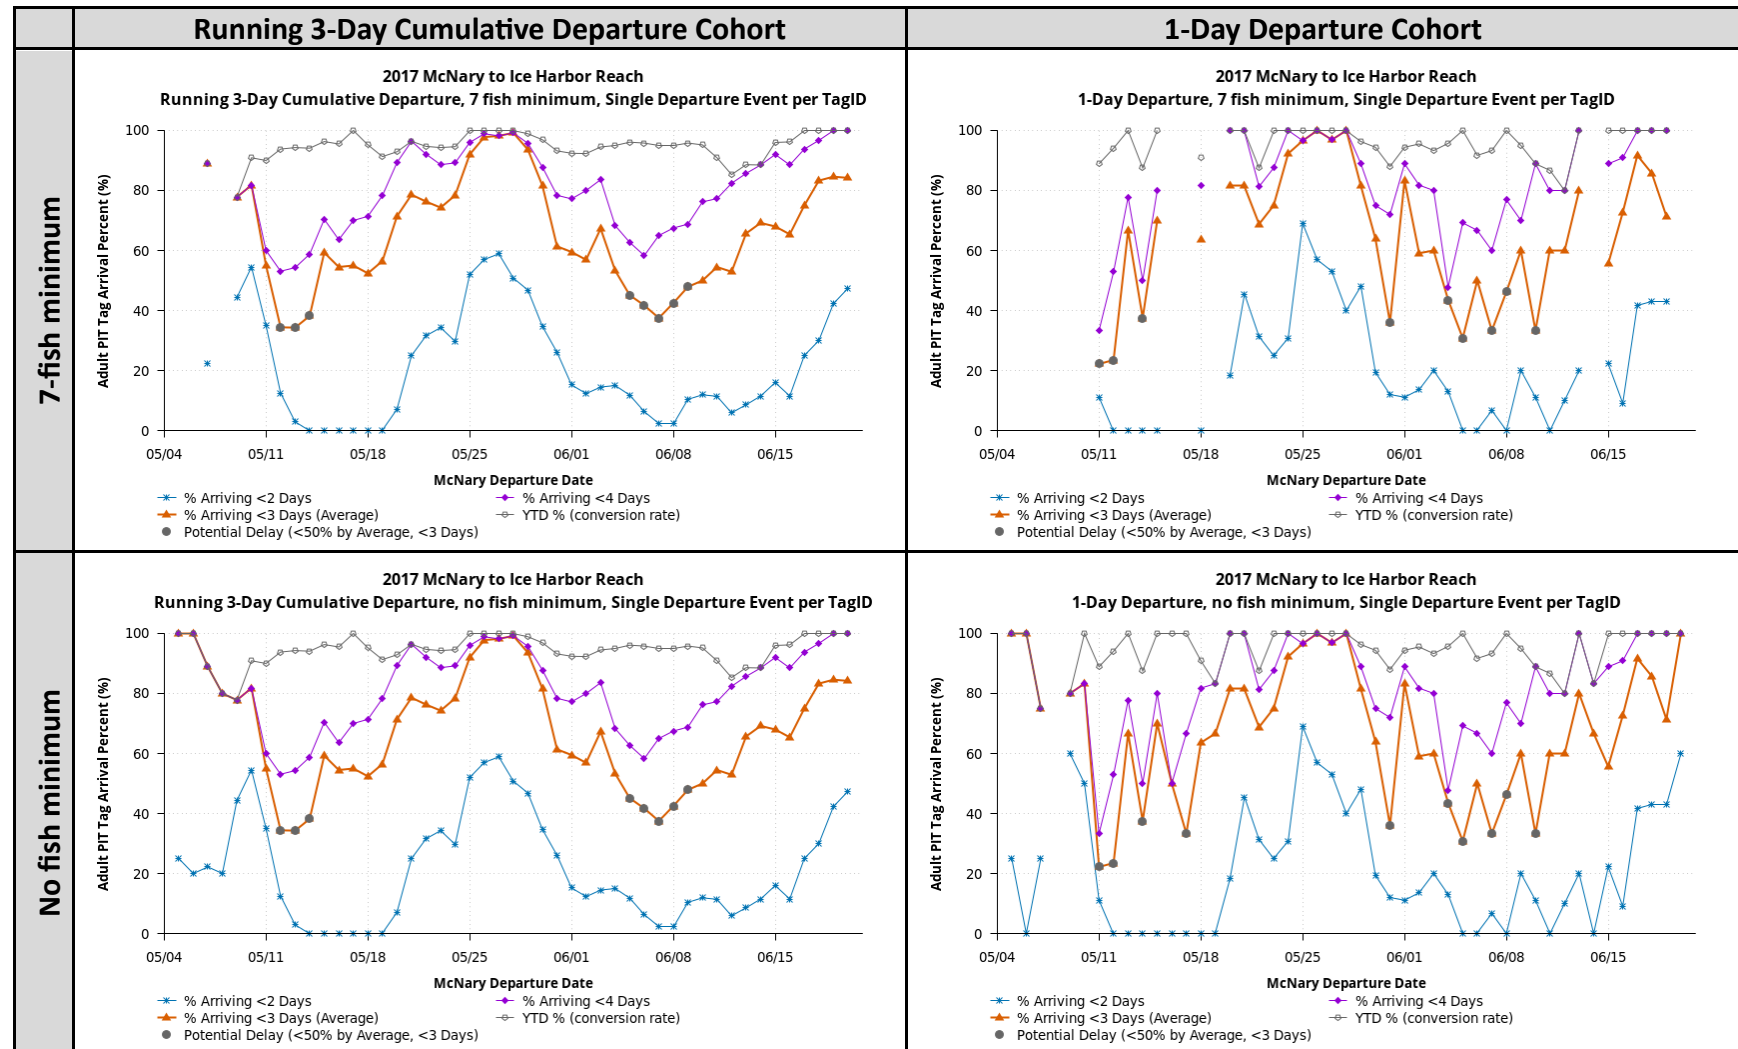 Running 3-Day Cumulative Departure Cohort
1-Day Departure Cohort
7-fish minimum
2017 McNary to Ice Harbor Reach
Running 3-Day Cumulative Departure, 7 fish minimum, Single Departure Event per TagID
Adult PIT Tag Arrival Percent (%)
100
80
60
40
20
0
05/04 05/11 05/18 05/25 06/01 06/08 06/15
McNary Departure Date
% Arriving <2 Days
% Arriving <4 Days
% Arriving <3 Days (Average)
YTD % (conversion rate)
Potential Delay (<50% by Average, <3 Days)
2017 McNary to Ice Harbor Reach
1-Day Departure, 7 fish minimum, Single Departure Event per TagID
Adult PIT Tag Arrival Percent (%)
100
80
60
40
20
0
05/04 05/11 05/18 05/25 06/01 06/08 06/15
McNary Departure Date
% Arriving <2 Days
% Arriving <4 Days
% Arriving <3 Days (Average)
YTD % (conversion rate)
Potential Delay (<50% by Average, <3 Days)
No fish minimum
2017 McNary to Ice Harbor Reach
Running 3-Day Cumulative Departure, no fish minimum, Single Departure Event per TagID
Adult PIT Tag Arrival Percent (%)
100
80
60
40
20
0
05/04 05/11 05/18 05/25 06/01 06/08 06/15
McNary Departure Date
% Arriving <2 Days
% Arriving <4 Days
% Arriving <3 Days (Average)
YTD % (conversion rate)
Potential Delay (<50% by Average, <3 Days)
2017 McNary to Ice Harbor Reach
1-Day Departure, no fish minimum, Single Departure Event per TagID
Adult PIT Tag Arrival Percent (%)
100
80
60
40
20
0
05/04 05/11 05/18 05/25 06/01 06/08 06/15
McNary Departure Date
% Arriving <2 Days
% Arriving <4 Days
% Arriving <3 Days (Average)
YTD % (conversion rate)
Potential Delay (<50% by Average, <3 Days)